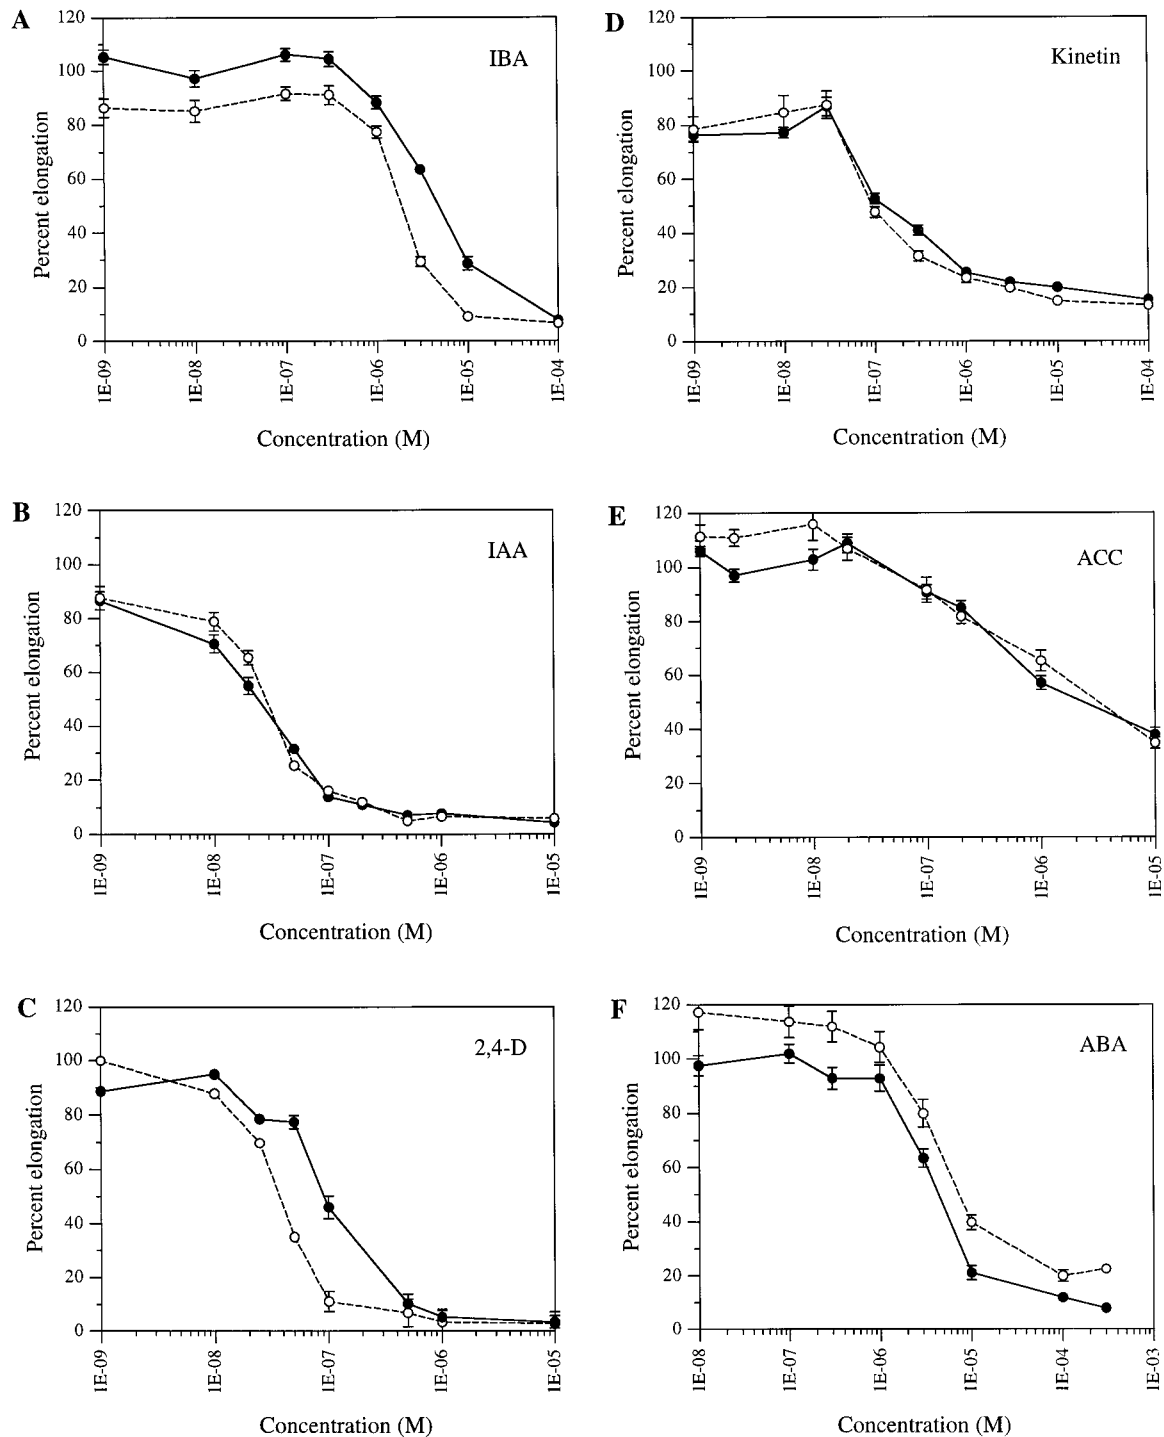 A
IBA
Percent elongation
120
100
80
60
40
20
0
1E-09
1E-08
1E-07
1E-06
1E-05
1E-04
Concentration (M)
B
IAA
Percent elongation
120
100
80
60
40
20
0
1E-09
1E-08
1E-07
1E-06
1E-05
Concentration (M)
C
2,4-D
Percent elongation
120
100
80
60
40
20
0
1E-09
1E-08
1E-07
1E-06
1E-05
Concentration (M)
D
Kinetin
Percent elongation
120
100
80
60
40
20
0
1E-09
1E-08
1E-07
1E-06
1E-05
1E-04
Concentration (M)
E
ACC
Percent elongation
120
100
80
60
40
20
0
1E-09
1E-08
1E-07
1E-06
1E-05
Concentration (M)
F
ABA
Percent elongation
120
100
80
60
40
20
0
1E-08
1E-07
1E-06
1E-05
1E-04
1E-03
Concentration (M)